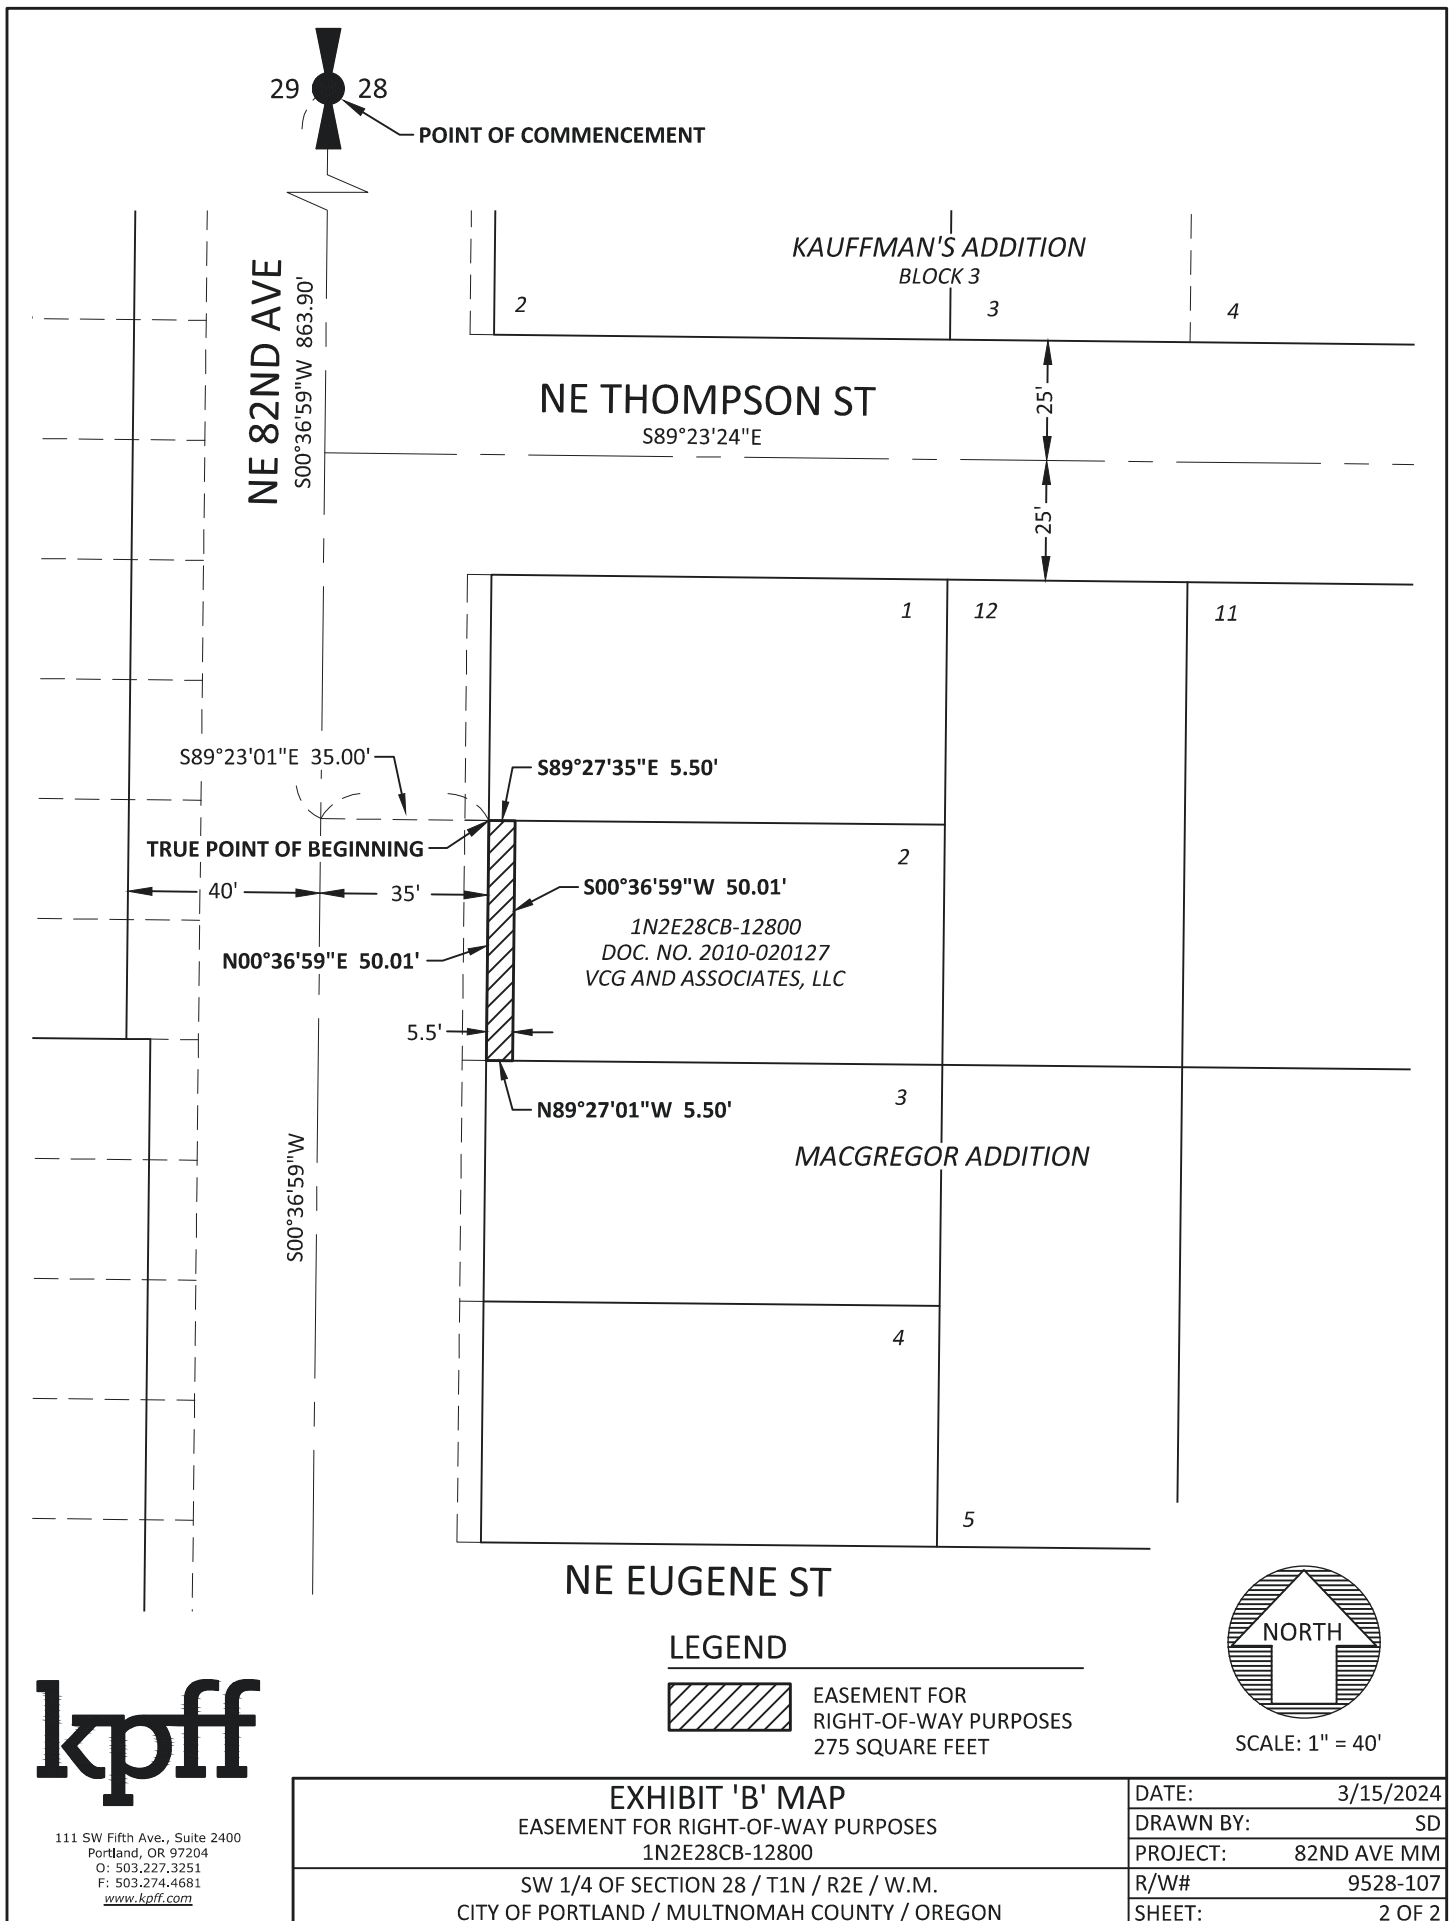 29
28
POINT OF COMMENCEMENT
KAUFFMAN'S ADDITION
BLOCK 3
2
3
4
NE 82ND AVE
S00°36'59"W 863.90'
NE THOMPSON ST
S89°23'24"E
25'
25'
1
12
11
S89°23'01"E 35.00'
S89°27'35"E 5.50'
TRUE POINT OF BEGINNING
2
40'
35'
S00°36'59"W 50.01'
1N2E28CB-12800
DOC. NO. 2010-020127
VCG AND ASSOCIATES, LLC
N00°36'59"E 50.01'
5.5'
N89°27'01"W 5.50'
3
MACGREGOR ADDITION
S00°36'59"W
4
5
NE EUGENE ST
LEGEND
EASEMENT FOR
RIGHT-OF-WAY PURPOSES
275 SQUARE FEET
NORTH
SCALE: 1" = 40'
kpff
111 SW Fifth Ave., Suite 2400
Portland, OR 97204
O: 503.227.3251
F: 503.274.4681
www.kpff.com
EXHIBIT 'B' MAP
EASEMENT FOR RIGHT-OF-WAY PURPOSES
1N2E28CB-12800
SW 1/4 OF SECTION 28 / T1N / R2E / W.M.
CITY OF PORTLAND / MULTNOMAH COUNTY / OREGON
DATE: 3/15/2024
DRAWN BY: SD
PROJECT: 82ND AVE MM
R/W# 9528-107
SHEET: 2 OF 2